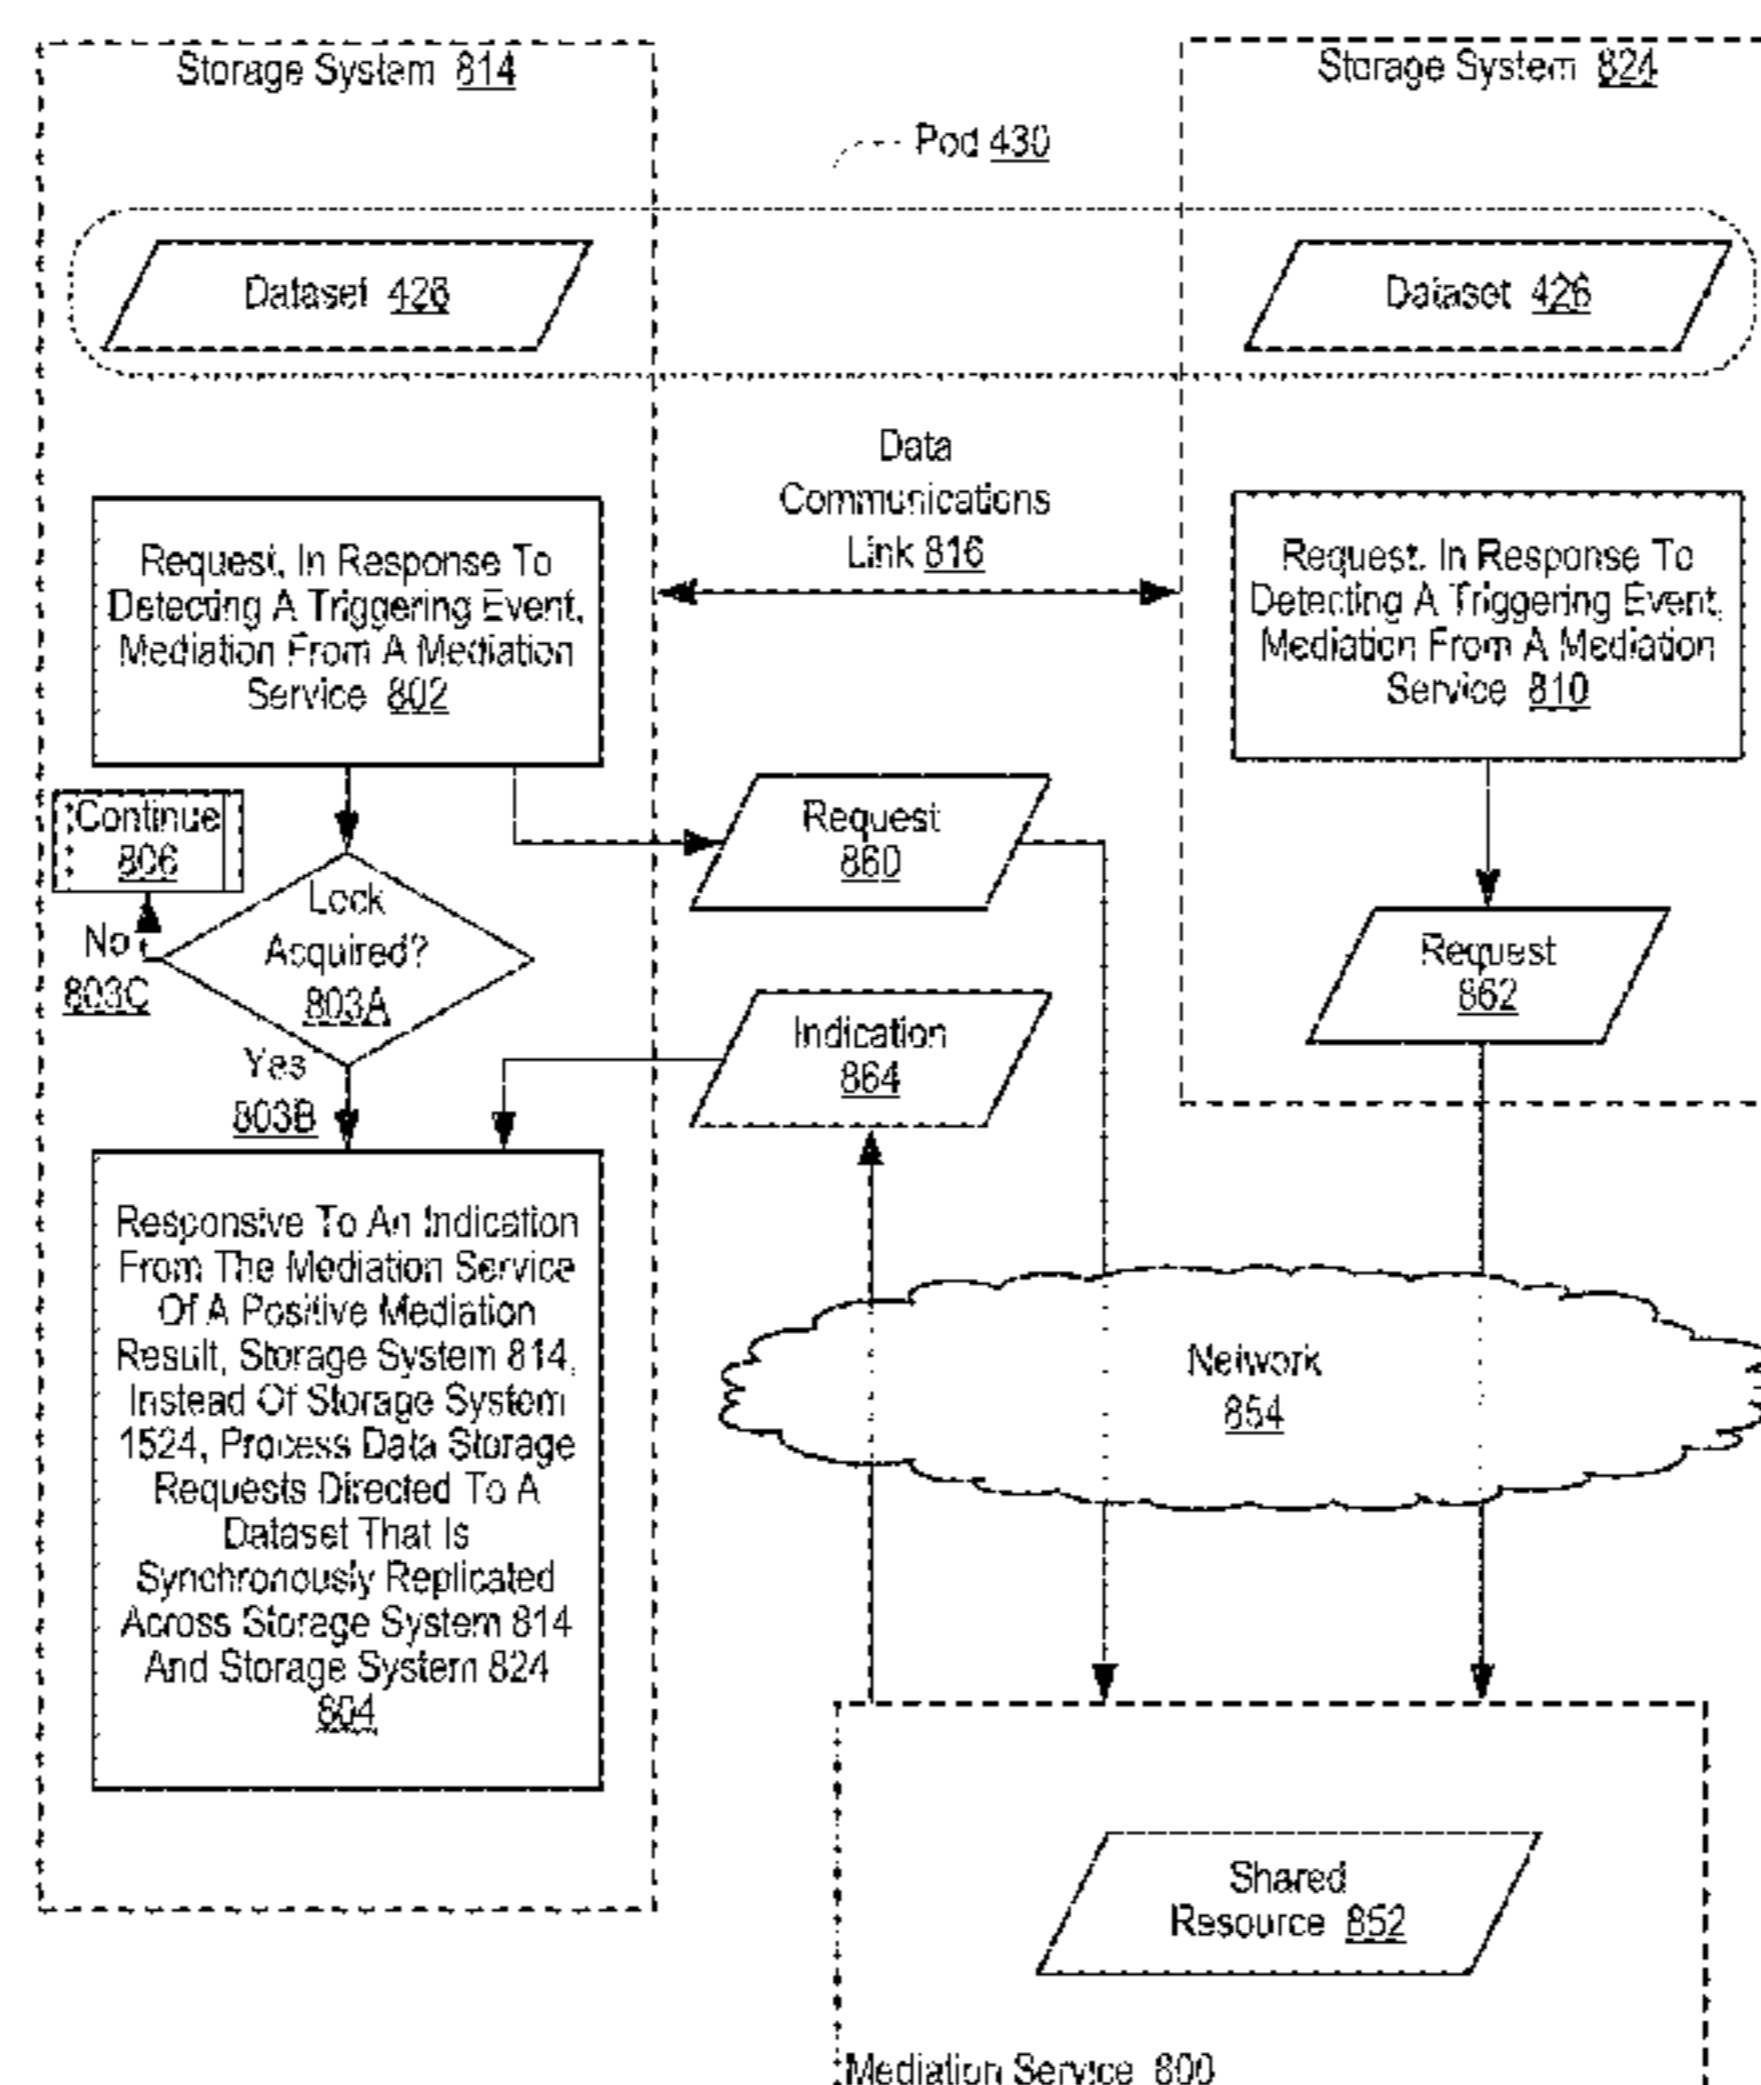 Storage System 814
Storage System 824
Pod 430
Dataset 426
Dataset 426
Data
Communications
Link 816
Request, In Response To
Detecting A Triggering Event,
Mediation From A Mediation
Service 802
Request, In Response To
Detecting A Triggering Event,
Mediation From A Mediation
Service 810
Continue
806
Request
860
Lock
Acquired?
803A
No
803C
Request
862
Indication
864
Yes
803B
Responsive To An Indication
From The Mediation Service
Of A Positive Mediation
Result, Storage System 814,
Instead Of Storage System
1524, Process Data Storage
Requests Directed To A
Dataset That Is
Synchronously Replicated
Across Storage System 814
And Storage System 824
804
Network
854
Shared
Resource 852
Mediation Service 800